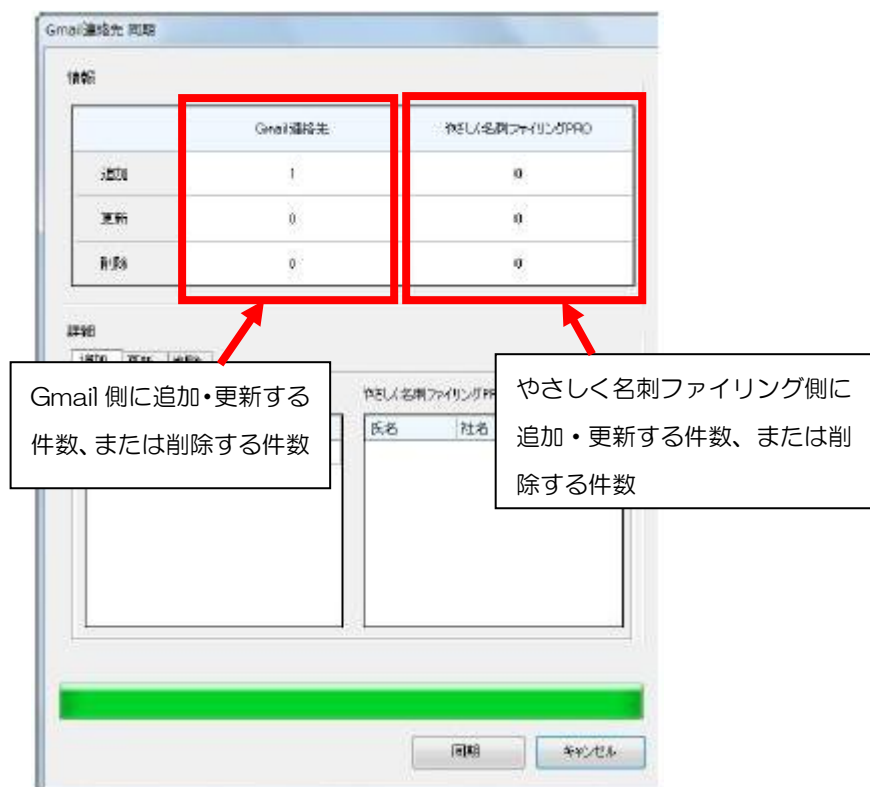 Gmail連絡先 同期
情報
Gmail連絡先 やさしく名刺ファイリングPRO
追加 1 0
更新 0 0
削除 0 0
詳細
追加 更新 削除
Gmail 側に追加・更新する
件数、または削除する件数
やさしく名刺ファイリングPR
氏名 社名
やさしく名刺ファイリング側に
追加・更新する件数、または削
除する件数
同期 キャンセル